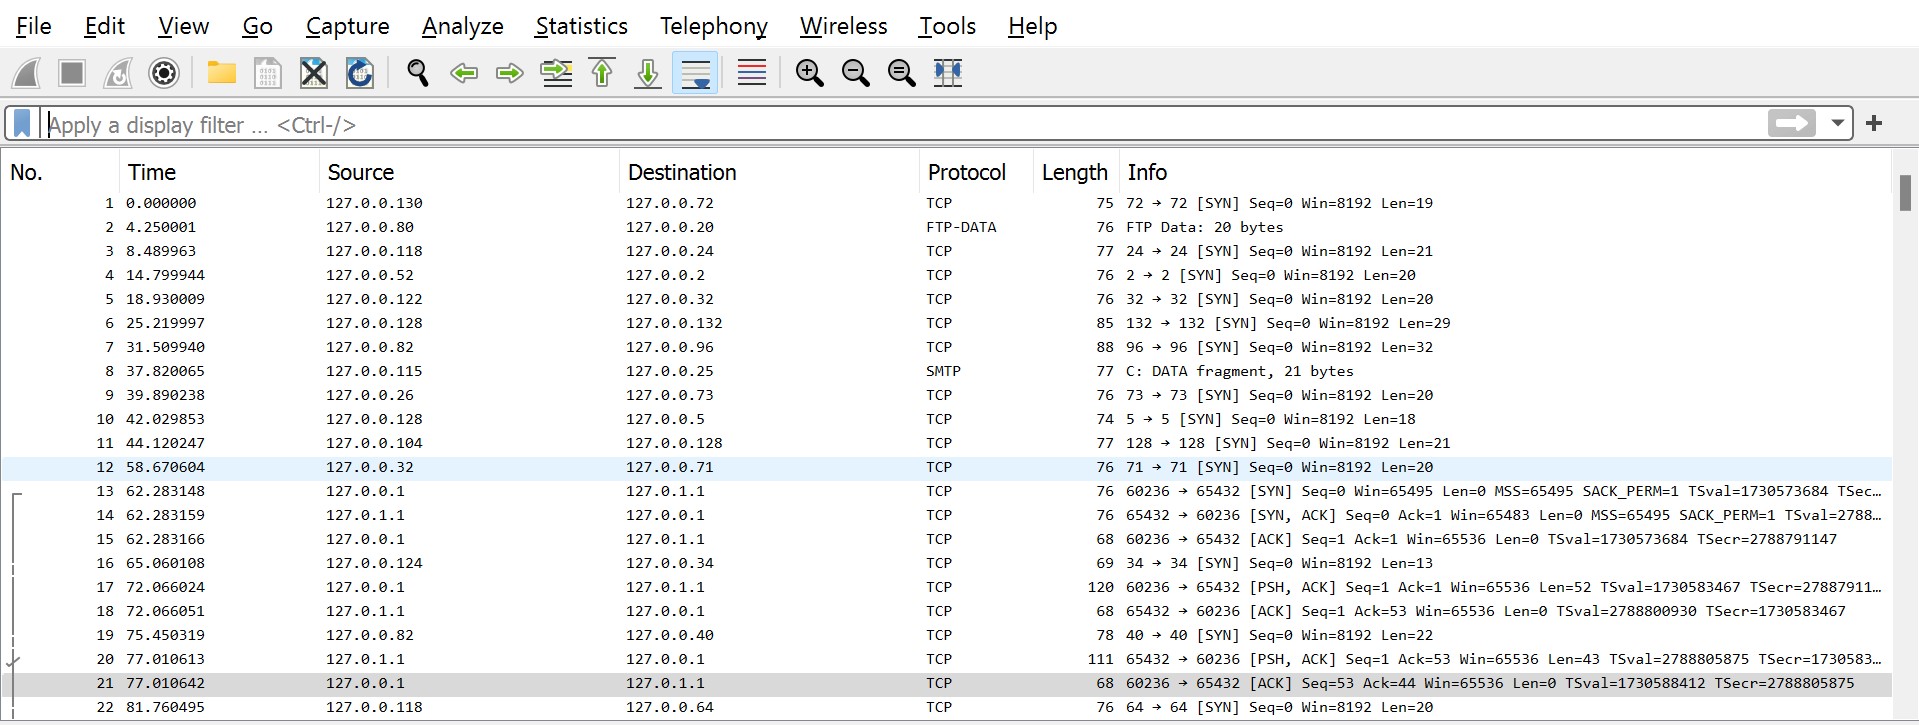 File Edit View Go Capture Analyze Statistics Telephony Wireless Tools Help
Apply a display filter ... <Ctrl-/>
No. Time Source Destination Protocol Length Info
1 0.000000 127.0.0.130 127.0.0.72 TCP 75 72 → 72 [SYN] Seq=0 Win=8192 Len=19
2 4.250001 127.0.0.80 127.0.0.20 FTP-DATA 76 FTP Data: 20 bytes
3 8.489963 127.0.0.118 127.0.0.24 TCP 77 24 → 24 [SYN] Seq=0 Win=8192 Len=21
4 14.799944 127.0.0.52 127.0.0.2 TCP 76 2 → 2 [SYN] Seq=0 Win=8192 Len=20
5 18.930009 127.0.0.122 127.0.0.32 TCP 76 32 → 32 [SYN] Seq=0 Win=8192 Len=20
6 25.219997 127.0.0.128 127.0.0.132 TCP 85 132 → 132 [SYN] Seq=0 Win=8192 Len=29
7 31.509940 127.0.0.82 127.0.0.96 TCP 88 96 → 96 [SYN] Seq=0 Win=8192 Len=32
8 37.820065 127.0.0.115 127.0.0.25 SMTP 77 C: DATA fragment, 21 bytes
9 39.890238 127.0.0.26 127.0.0.73 TCP 76 73 → 73 [SYN] Seq=0 Win=8192 Len=20
10 42.029853 127.0.0.128 127.0.0.5 TCP 74 5 → 5 [SYN] Seq=0 Win=8192 Len=18
11 44.120247 127.0.0.104 127.0.0.128 TCP 77 128 → 128 [SYN] Seq=0 Win=8192 Len=21
12 58.670604 127.0.0.32 127.0.0.71 TCP 76 71 → 71 [SYN] Seq=0 Win=8192 Len=20
13 62.283148 127.0.0.1 127.0.1.1 TCP 76 60236 → 65432 [SYN] Seq=0 Win=65495 Len=0 MSS=65495 SACK_PERM=1 TSval=1730573684 TSec…
14 62.283159 127.0.1.1 127.0.0.1 TCP 76 65432 → 60236 [SYN, ACK] Seq=0 Ack=1 Win=65483 Len=0 MSS=65495 SACK_PERM=1 TSval=2788…
15 62.283166 127.0.0.1 127.0.1.1 TCP 68 60236 → 65432 [ACK] Seq=1 Ack=1 Win=65536 Len=0 TSval=1730573684 TSecr=2788791147
16 65.060108 127.0.0.124 127.0.0.34 TCP 69 34 → 34 [SYN] Seq=0 Win=8192 Len=13
17 72.066024 127.0.0.1 127.0.1.1 TCP 120 60236 → 65432 [PSH, ACK] Seq=1 Ack=1 Win=65536 Len=52 TSval=1730583467 TSecr=27887911…
18 72.066051 127.0.1.1 127.0.0.1 TCP 68 65432 → 60236 [ACK] Seq=1 Ack=53 Win=65536 Len=0 TSval=2788800930 TSecr=1730583467
19 75.450319 127.0.0.82 127.0.0.40 TCP 78 40 → 40 [SYN] Seq=0 Win=8192 Len=22
20 77.010613 127.0.1.1 127.0.0.1 TCP 111 65432 → 60236 [PSH, ACK] Seq=1 Ack=53 Win=65536 Len=43 TSval=2788805875 TSecr=1730583…
21 77.010642 127.0.0.1 127.0.1.1 TCP 68 60236 → 65432 [ACK] Seq=53 Ack=44 Win=65536 Len=0 TSval=1730588412 TSecr=2788805875
22 81.760495 127.0.0.118 127.0.0.64 TCP 76 64 → 64 [SYN] Seq=0 Win=8192 Len=20